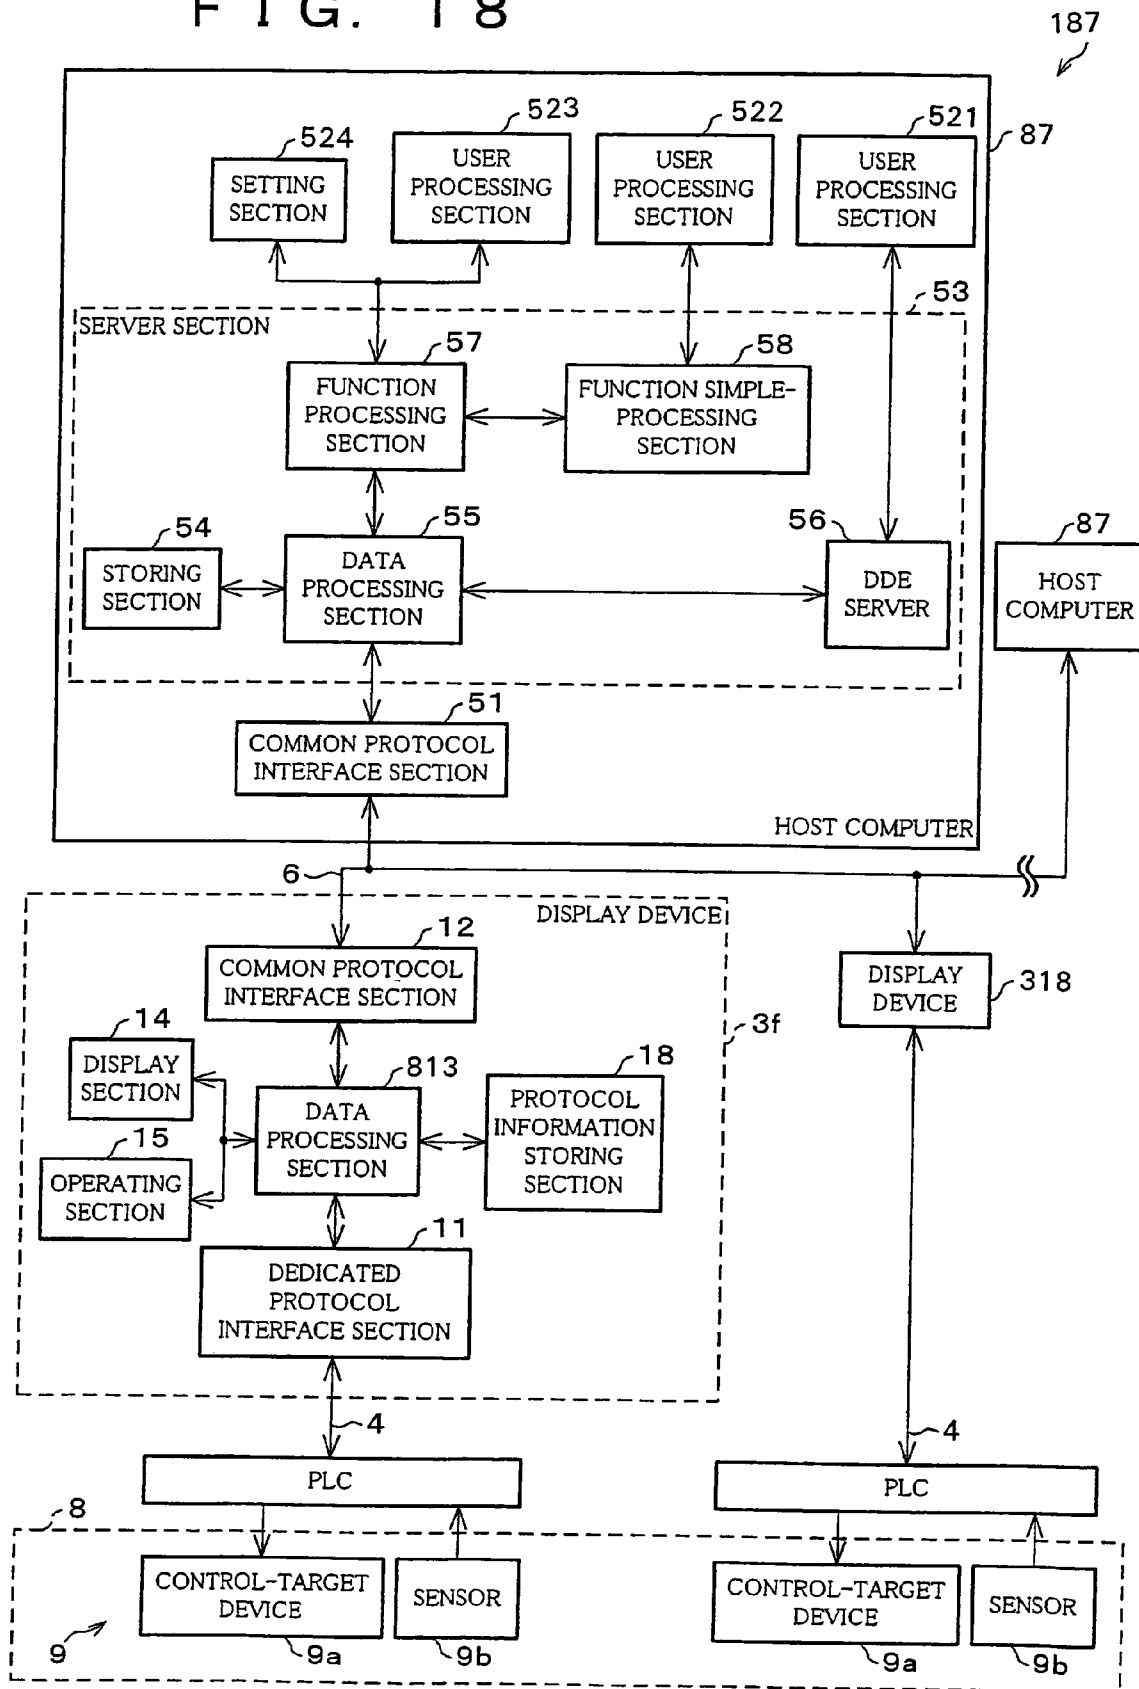 FIG. 18
187
87
524
523
522
521
SETTING
SECTION
USER
PROCESSING
SECTION
USER
PROCESSING
SECTION
USER
PROCESSING
SECTION
53
SERVER SECTION
57
58
FUNCTION
PROCESSING
SECTION
FUNCTION SIMPLE-
PROCESSING
SECTION
54
55
56
87
STORING
SECTION
DATA
PROCESSING
SECTION
DDE
SERVER
HOST
COMPUTER
51
COMMON PROTOCOL
INTERFACE SECTION
HOST COMPUTER
6
DISPLAY DEVICE
12
COMMON PROTOCOL
INTERFACE SECTION
DISPLAY
DEVICE
318
3f
14
DISPLAY
SECTION
813
18
DATA
PROCESSING
SECTION
PROTOCOL
INFORMATION
STORING
SECTION
15
OPERATING
SECTION
11
DEDICATED
PROTOCOL
INTERFACE SECTION
4
4
PLC
PLC
8
CONTROL-TARGET
DEVICE
SENSOR
CONTROL-TARGET
DEVICE
SENSOR
9
9a
9b
9a
9b